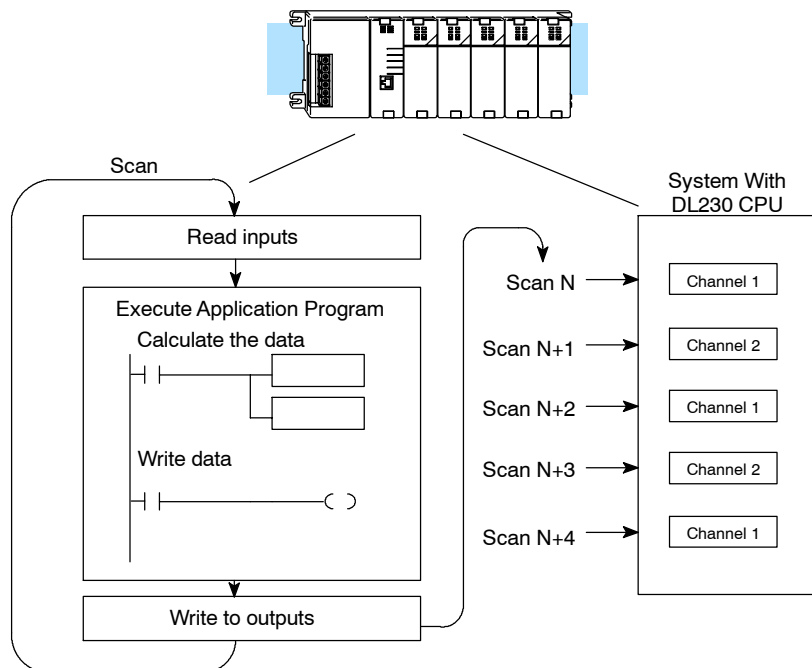 Scan
Read inputs
Execute Application Program
Calculate the data
Write data
Write to outputs
System With
DL230 CPU
Scan N
Channel 1
Scan N+1
Channel 2
Scan N+2
Channel 1
Scan N+3
Channel 2
Scan N+4
Channel 1